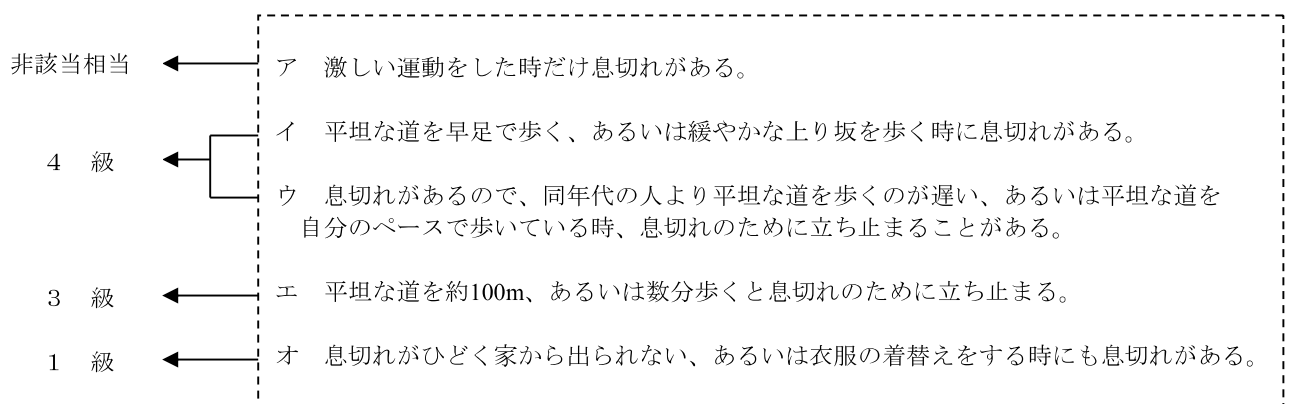 非該当相当
ア　激しい運動をした時だけ息切れがある。
イ　平坦な道を早足で歩く、あるいは緩やかな上り坂を歩く時に息切れがある。
４　級
ウ　息切れがあるので、同年代の人より平坦な道を歩くのが遅い、あるいは平坦な道を
自分のペースで歩いている時、息切れのために立ち止まることがある。
３　級
エ　平坦な道を約100m、あるいは数分歩くと息切れのために立ち止まる。
１　級
オ　息切れがひどく家から出られない、あるいは衣服の着替えをする時にも息切れがある。